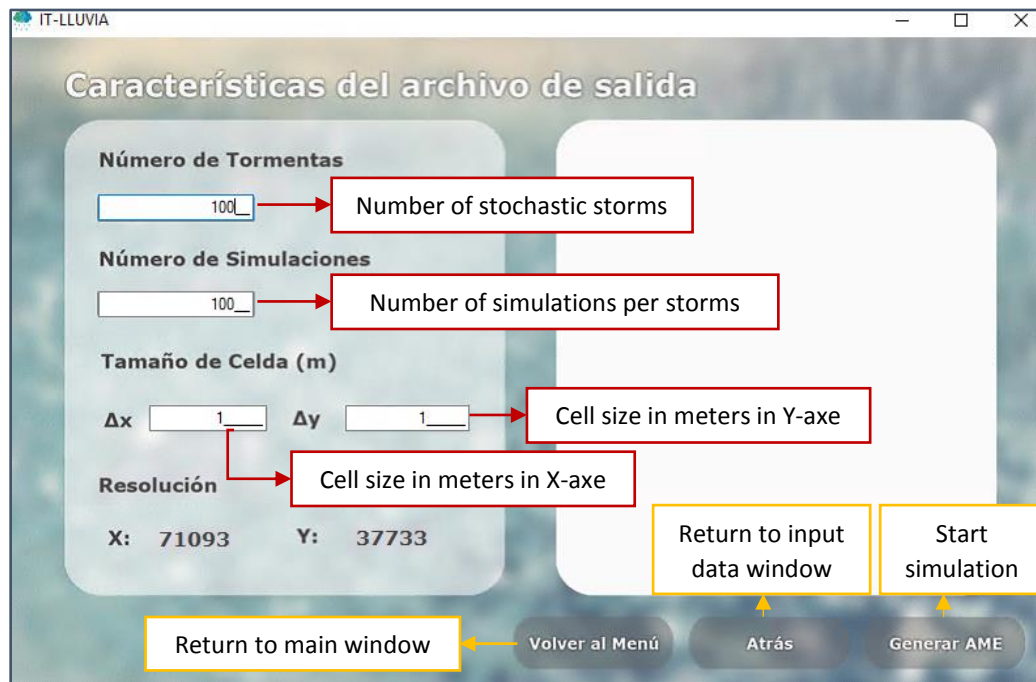 IT-LLUVIA
Características del archivo de salida
Número de Tormentas
100
Number of stochastic storms
Número de Simulaciones
100
Number of simulations per storms
Tamaño de Celda (m)
Δx 1 Δy 1
Cell size in meters in Y-axe
Cell size in meters in X-axe
Resolución
X: 71093 Y: 37733
Return to input
data window
Start
simulation
Return to main window
Volver al Menú Atrás Generar AME